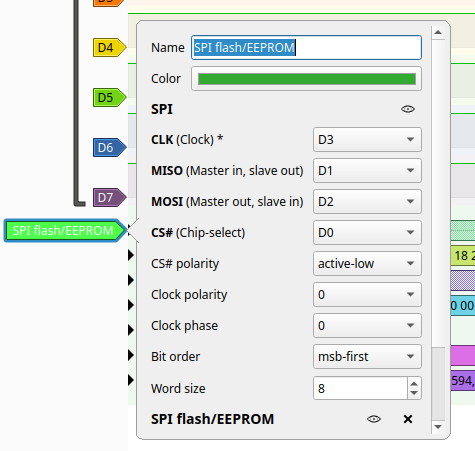 D4
D5
D6
D7
SPI flash/EEPROM
Name SPI flash/EEPROM
Color
SPI
CLK (Clock) * D3
MISO (Master in, slave out) D1
MOSI (Master out, slave in) D2
CS# (Chip-select) D0
CS# polarity active-low
Clock polarity 0
Clock phase 0
Bit order msb-first
Word size 8
SPI flash/EEPROM
18 2
0 00
594,